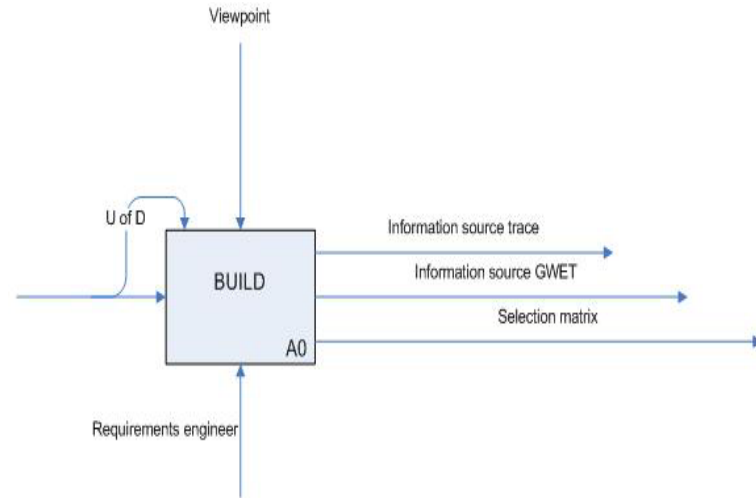 Viewpoint
U of D
Information source trace
Information source GWET
BUILD
Selection matrix
A0
Requirements engineer